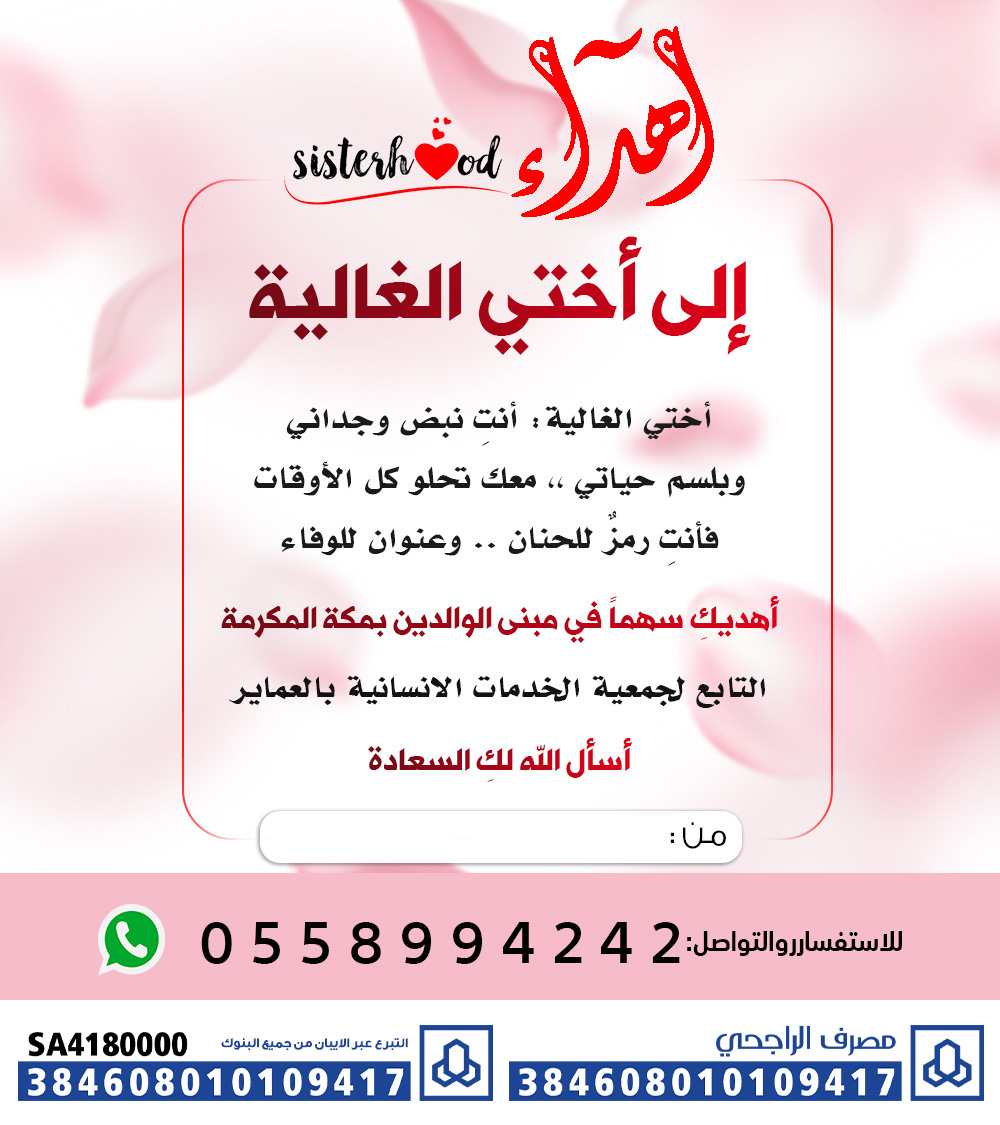 أهدآء
sisterhood
إلى أختي الغالية
أختي الغالية : أنتِ نبض وجداني
وبلسم حياتي ،، معك تحلو كل الأوقات
فأنتِ رمزٌ للحنان .. وعنوان للوفاء
أهديكِ سهماً في مبنى الوالدين بمكة المكرمة
التابع لجمعية الخدمات الانسانية بالعماير
أسأل الله لكِ السعادة
من :
للاستفسارر والتواصل: 0558994242
مصرف الراجحي
384608010109417
التبرع عبر الايبان من جميع البنوك SA4180000
384608010109417